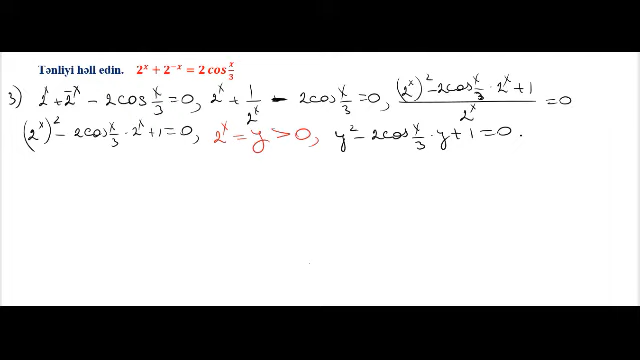 Tənliyi həll edin. 2^x + 2^-x = 2 cos x/3
3) 2^x + 2^-x - 2cos x/3 = 0, 2^x + 1/2^x - 2cos x/3 = 0, ((2^x)^2 - 2cos x/3 · 2^x + 1)/2^x = 0
(2^x)^2 - 2cos x/3 · 2^x + 1 = 0, 2^x = y > 0, y^2 - 2cos x/3 · y + 1 = 0.